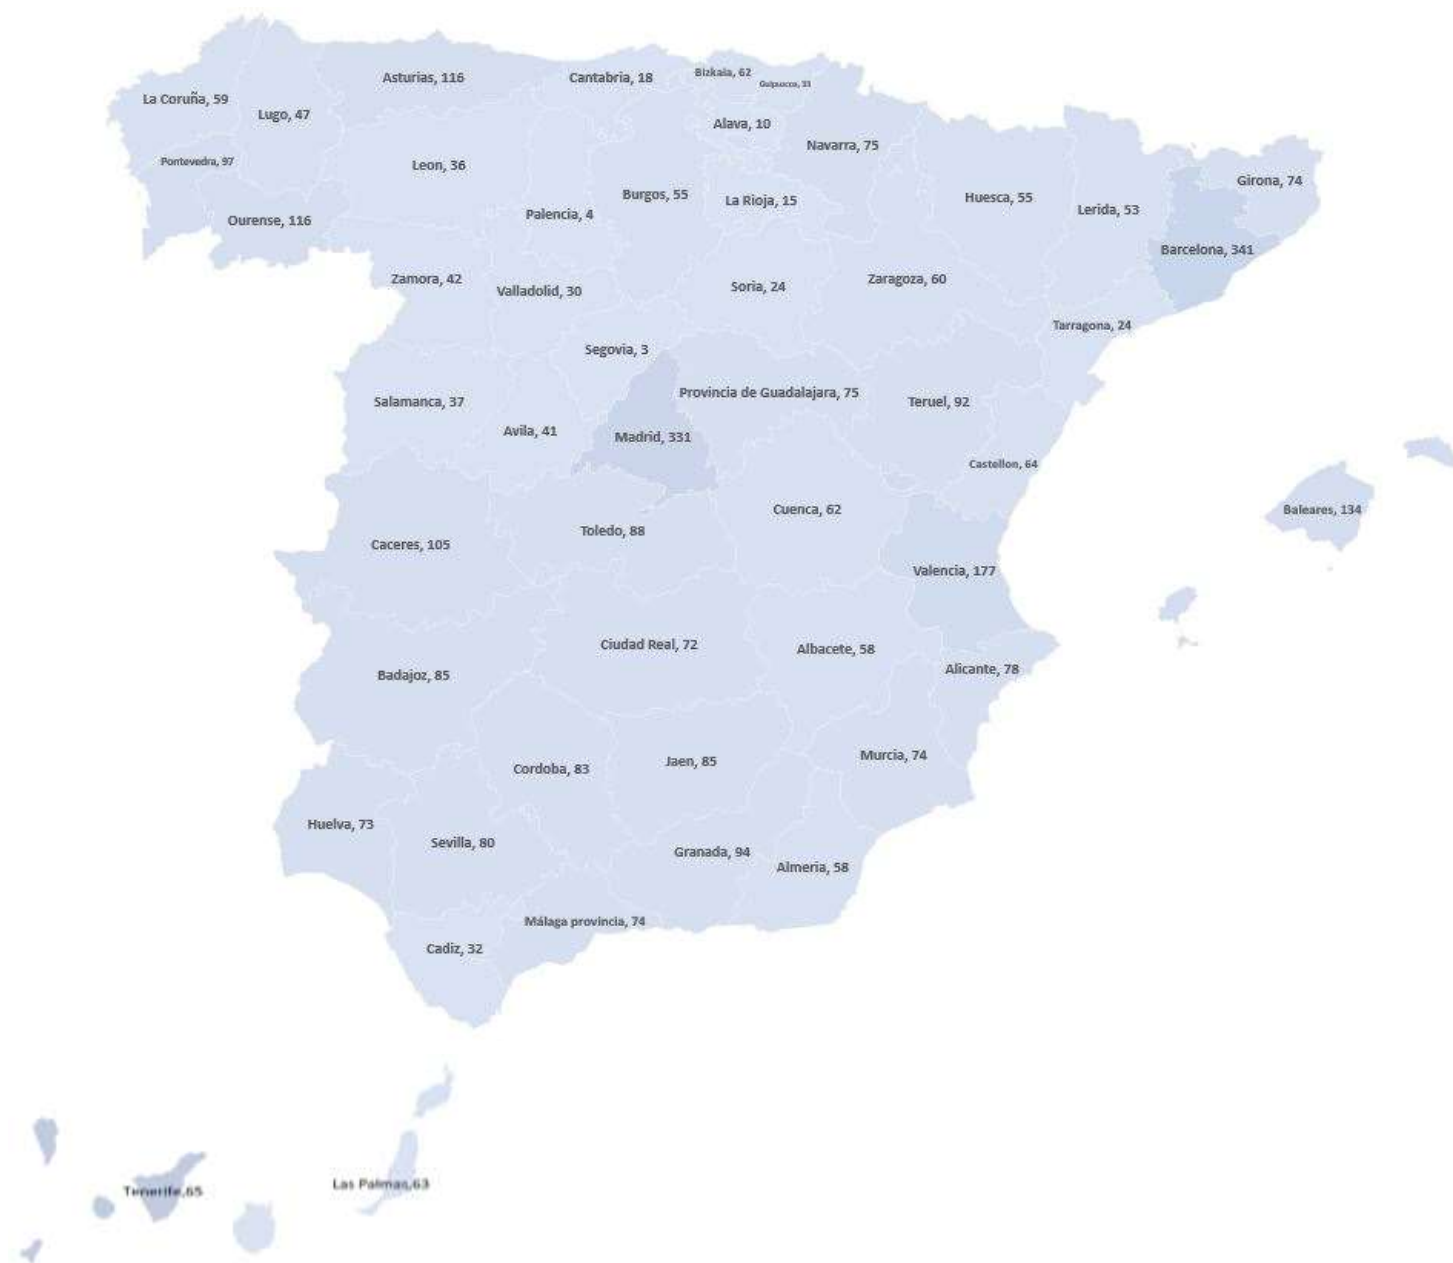 Asturias, 116
Cantabria, 18
Bizkaia, 62
Guipuzcoa, 33
La Coruña, 59
Lugo, 47
Alava, 10
Navarra, 75
Pontevedra, 97
Leon, 36
Girona, 74
Burgos, 55
La Rioja, 15
Huesca, 55
Lerida, 53
Palencia, 4
Ourense, 116
Barcelona, 341
Zamora, 42
Valladolid, 30
Soria, 24
Zaragoza, 60
Tarragona, 24
Segovia, 3
Provincia de Guadalajara, 75
Salamanca, 37
Teruel, 92
Avila, 41
Madrid, 331
Castellon, 64
Cuenca, 62
Baleares, 134
Toledo, 88
Caceres, 105
Valencia, 177
Ciudad Real, 72
Albacete, 58
Alicante, 78
Badajoz, 85
Murcia, 74
Jaen, 85
Cordoba, 83
Huelva, 73
Sevilla, 80
Granada, 94
Almeria, 58
Málaga provincia, 74
Cadiz, 32
Las Palmas,63
Tenerife,65